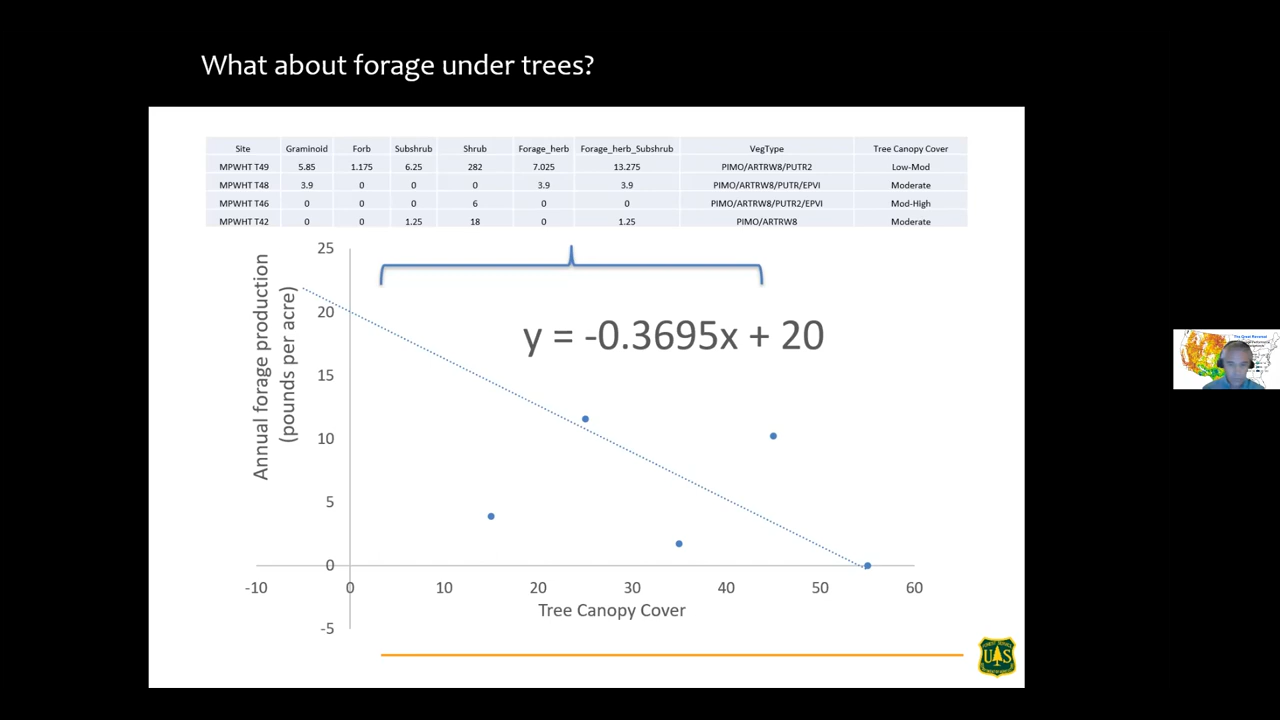 What about forage under trees?
Site Graminoid Forb Subshrub Shrub Forage_herb Forage_herb_Subshrub VegType Tree Canopy Cover
MPWHT T49 5.85 1.175 6.25 282 7.025 13.275 PIMO/ARTRW8/PUTR2 Low-Mod
MPWHT T48 3.9 0 0 0 3.9 3.9 PIMO/ARTRW8/PUTR/EPVI Moderate
MPWHT T46 0 0 0 6 0 0 PIMO/ARTRW8/PUTR2/EPVI Mod-High
MPWHT T42 0 0 1.25 18 0 1.25 PIMO/ARTRW8 Moderate
Annual forage production
(pounds per acre)
25
20
15
10
5
0
-5
y = -0.3695x + 20
-10 0 10 20 30 40 50 60
Tree Canopy Cover
US